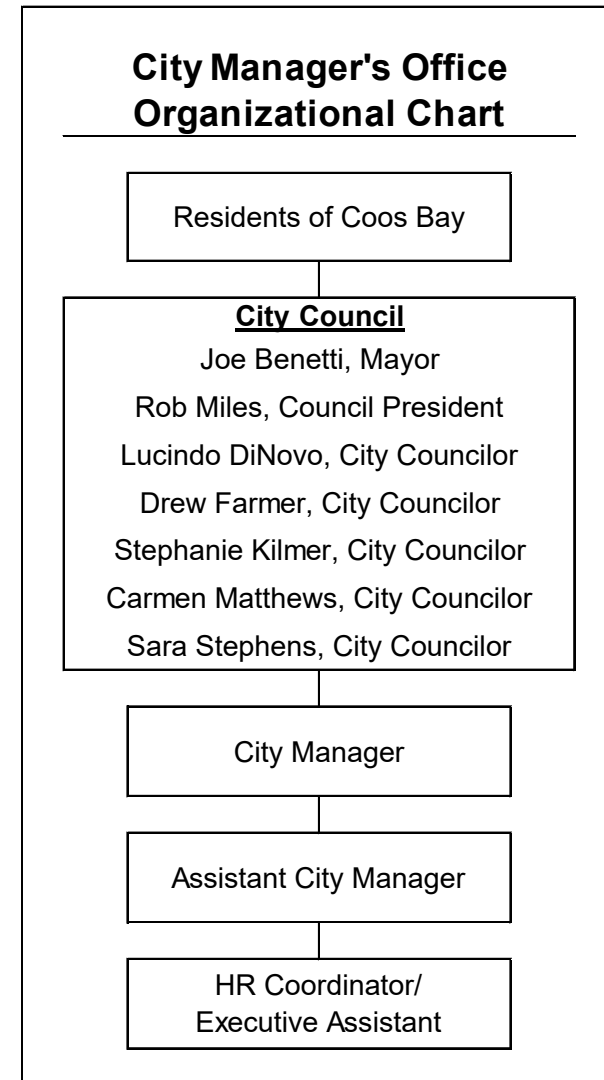 City Manager's Office
Organizational Chart
Residents of Coos Bay
City Council
Joe Benetti, Mayor
Rob Miles, Council President
Lucindo DiNovo, City Councilor
Drew Farmer, City Councilor
Stephanie Kilmer, City Councilor
Carmen Matthews, City Councilor
Sara Stephens, City Councilor
City Manager
Assistant City Manager
HR Coordinator/
Executive Assistant